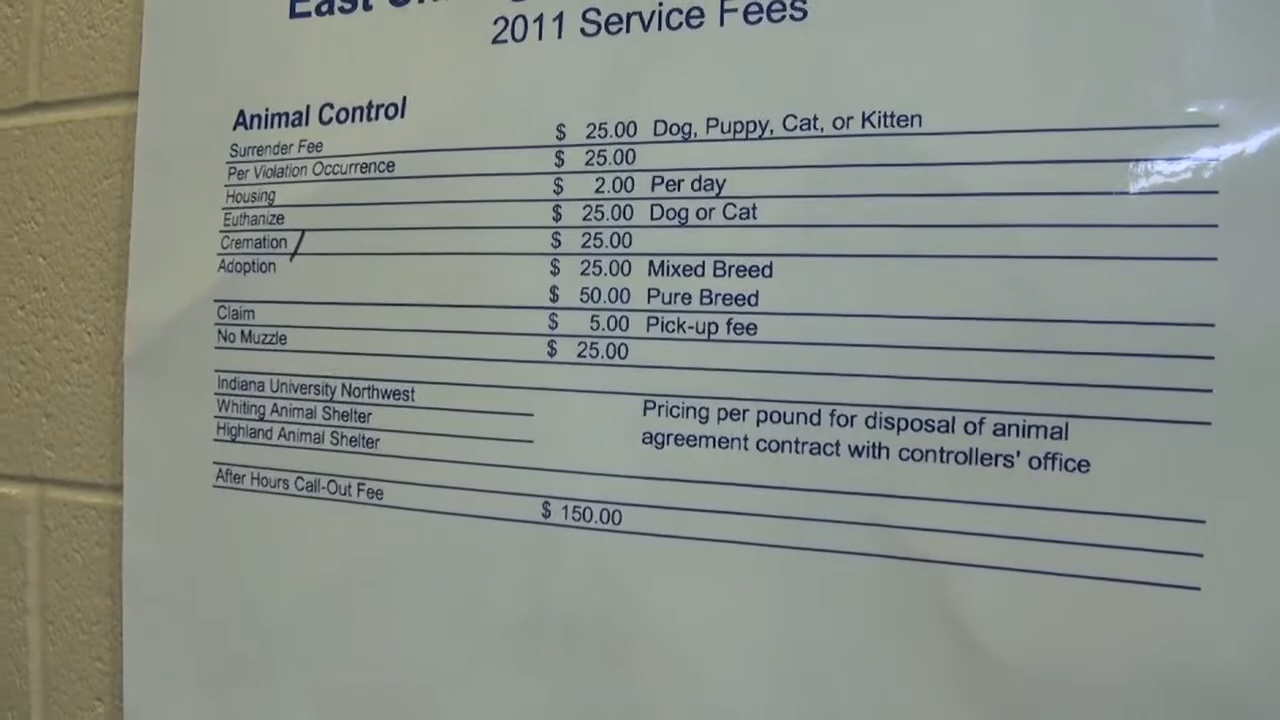 East
2011 Service Fees
Animal Control
Surrender Fee $ 25.00 Dog, Puppy, Cat, or Kitten
Per Violation Occurrence $ 25.00
Housing $ 2.00 Per day
Euthanize $ 25.00 Dog or Cat
Cremation $ 25.00
Adoption $ 25.00 Mixed Breed
$ 50.00 Pure Breed
Claim $ 5.00 Pick-up fee
No Muzzle $ 25.00
Indiana University Northwest
Whiting Animal Shelter
Highland Animal Shelter
Pricing per pound for disposal of animal
agreement contract with controllers' office
After Hours Call-Out Fee $ 150.00